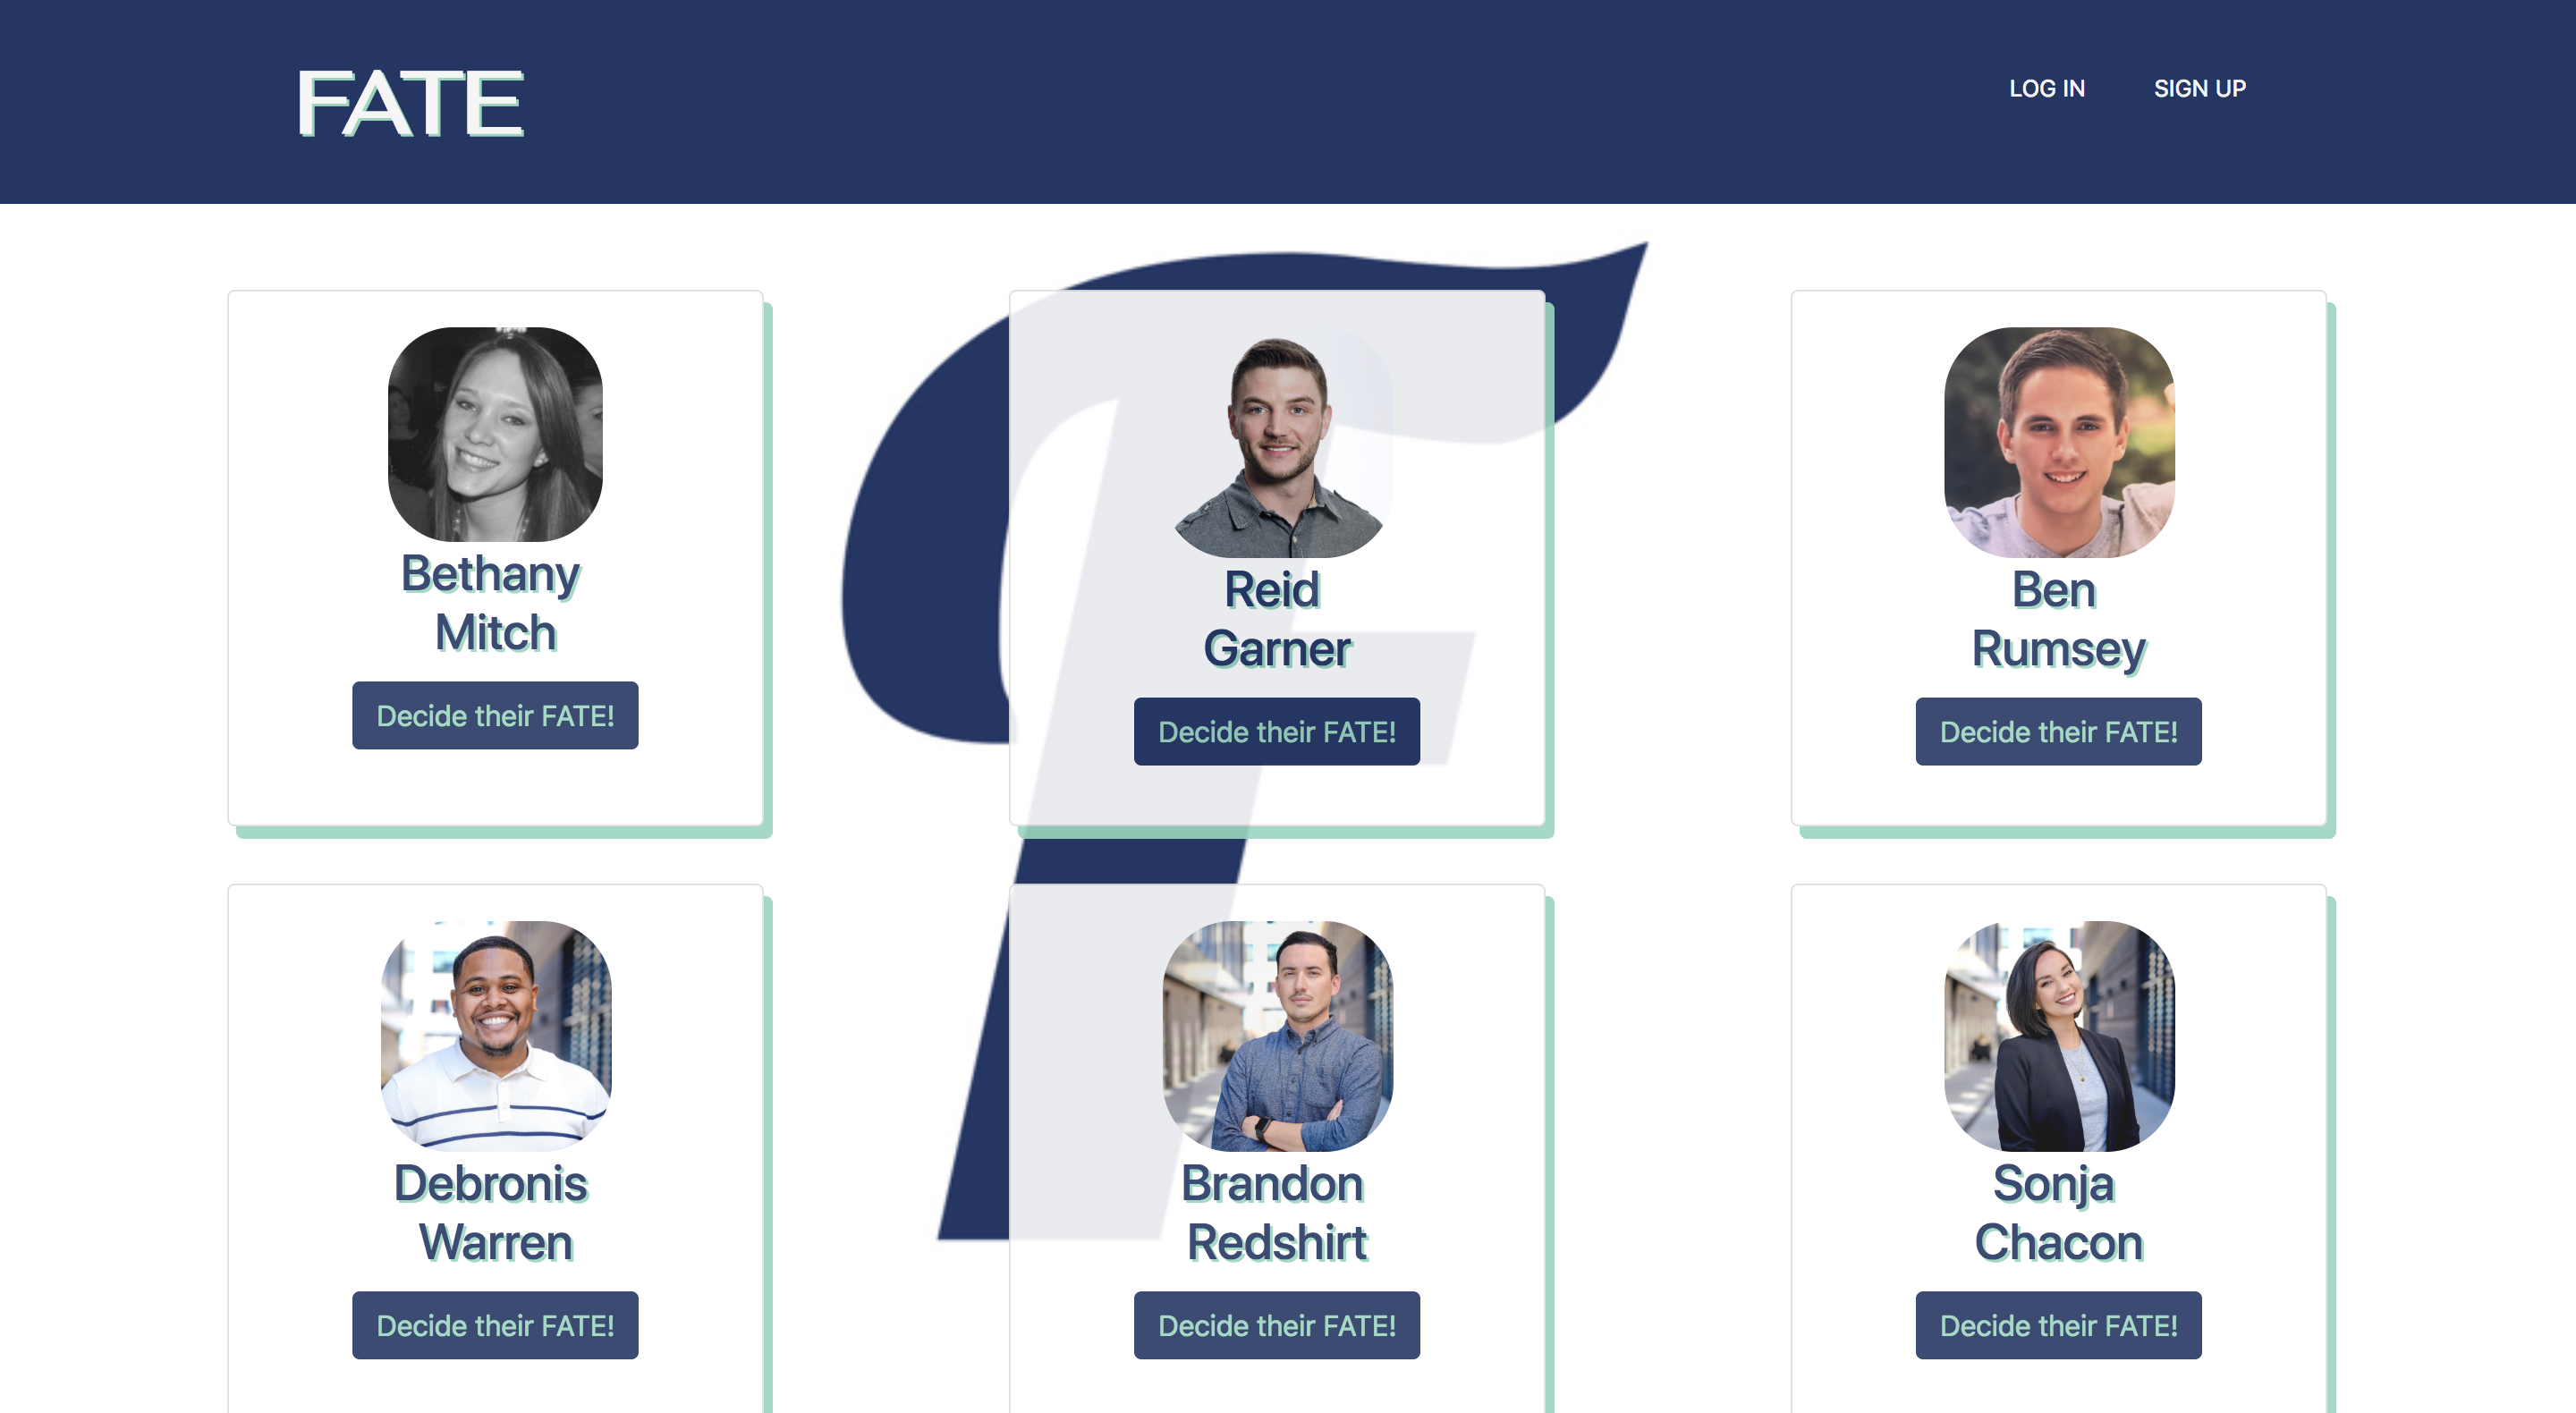 FATE
LOG IN
SIGN UP
Bethany
Mitch
Decide their FATE!
Reid
Garner
Decide their FATE!
Ben
Rumsey
Decide their FATE!
Debronis
Warren
Decide their FATE!
Brandon
Redshirt
Decide their FATE!
Sonja
Chacon
Decide their FATE!